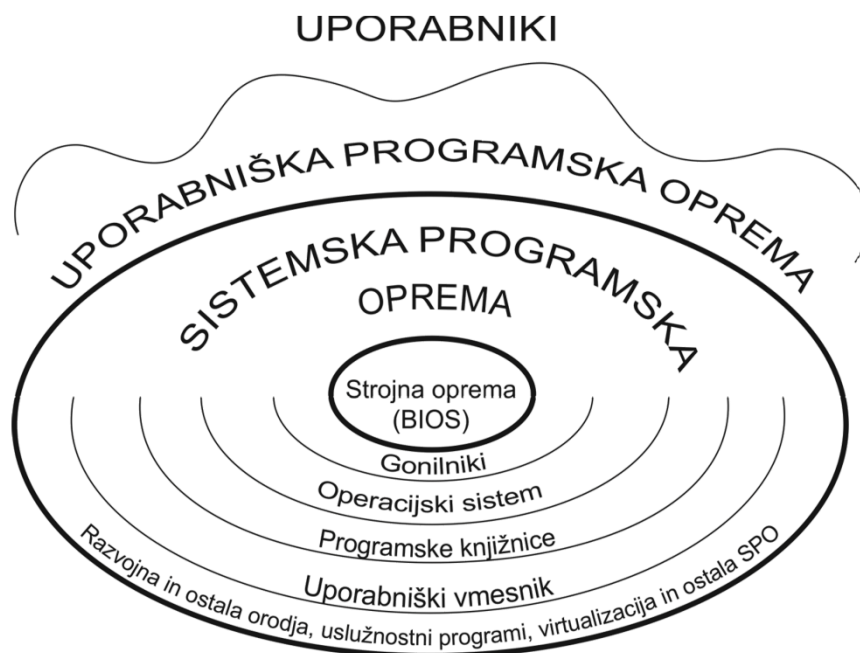 UPORABNIKI
UPORABNIŠKA PROGRAMSKA OPREMA
SISTEMSKA PROGRAMSKA
OPREMA
Strojna oprema
(BIOS)
Gonilniki
Operacijski sistem
Programske knjižnice
Uporabniški vmesnik
Razvojna in ostala orodja, uslužnostni programi, virtualizacija in ostala SPO